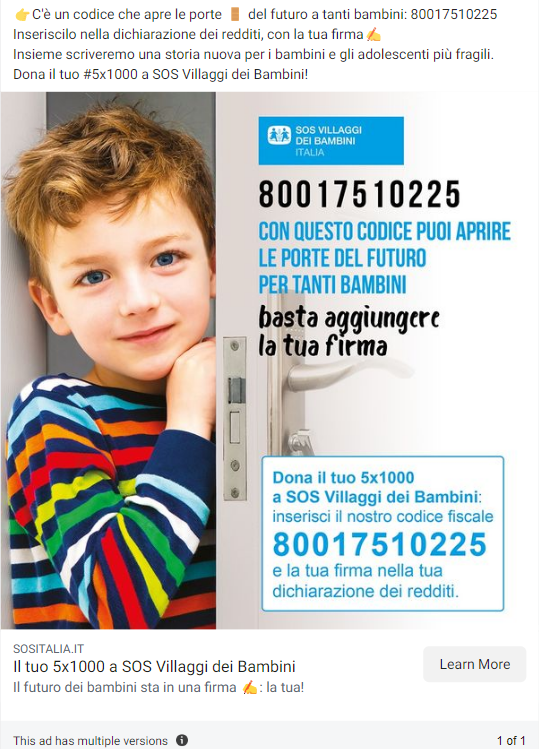 👉C'è un codice che apre le porte 🚪 del futuro a tanti bambini: 80017510225
Inseriscilo nella dichiarazione dei redditi, con la tua firma✍
Insieme scriveremo una storia nuova per i bambini e gli adolescenti più fragili.
Dona il tuo #5x1000 a SOS Villaggi dei Bambini!
SOS VILLAGGI
DEI BAMBINI
ITALIA
80017510225
CON QUESTO CODICE PUOI APRIRE
LE PORTE DEL FUTURO
PER TANTI BAMBINI
basta aggiungere
la tua firma
Dona il tuo 5x1000
a SOS Villaggi dei Bambini:
inserisci il nostro codice fiscale
80017510225
e la tua firma nella tua
dichiarazione dei redditi.
SOSITALIA.IT
Il tuo 5x1000 a SOS Villaggi dei Bambini
Il futuro dei bambini sta in una firma ✍: la tua!
Learn More
This ad has multiple versions
1 of 1